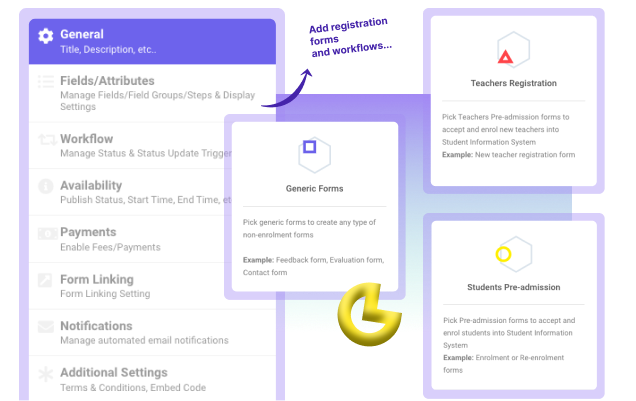 General
Title, Description, etc..
Fields/Attributes
Manage Fields/Field Groups/Steps & Display
Settings
Workflow
Manage Status & Status Update Trigger
Availability
Publish Status, Start Time, End Time, et
Payments
Enable Fees/Payments
Form Linking
Form Linking Setting
Notifications
Manage automated email notifications
Additional Settings
Terms & Conditions, Embed Code
Add registration
forms
and workflows...
Generic Forms
Pick generic forms to create any type of
non-enrolment forms
Example: Feedback form, Evaluation form,
Contact form
Teachers Registration
Pick Teachers Pre-admission forms to
accept and enrol new teachers into
Student Information System
Example: New teacher registration form
Students Pre-admission
Pick Pre-admission forms to accept and
enrol students into Student Information
System
Example: Enrolment or Re-enrolment
forms